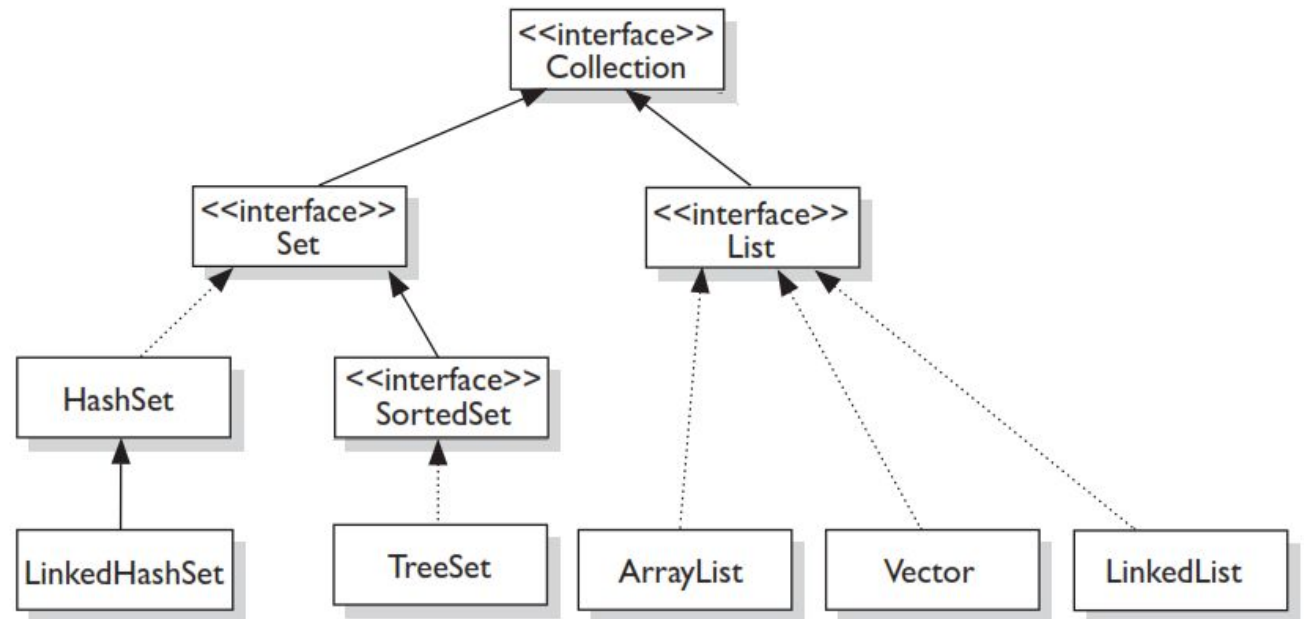 <<interface>>
Collection
<<interface>>
Set
<<interface>>
List
HashSet
<<interface>>
SortedSet
LinkedHashSet
TreeSet
ArrayList
Vector
LinkedList